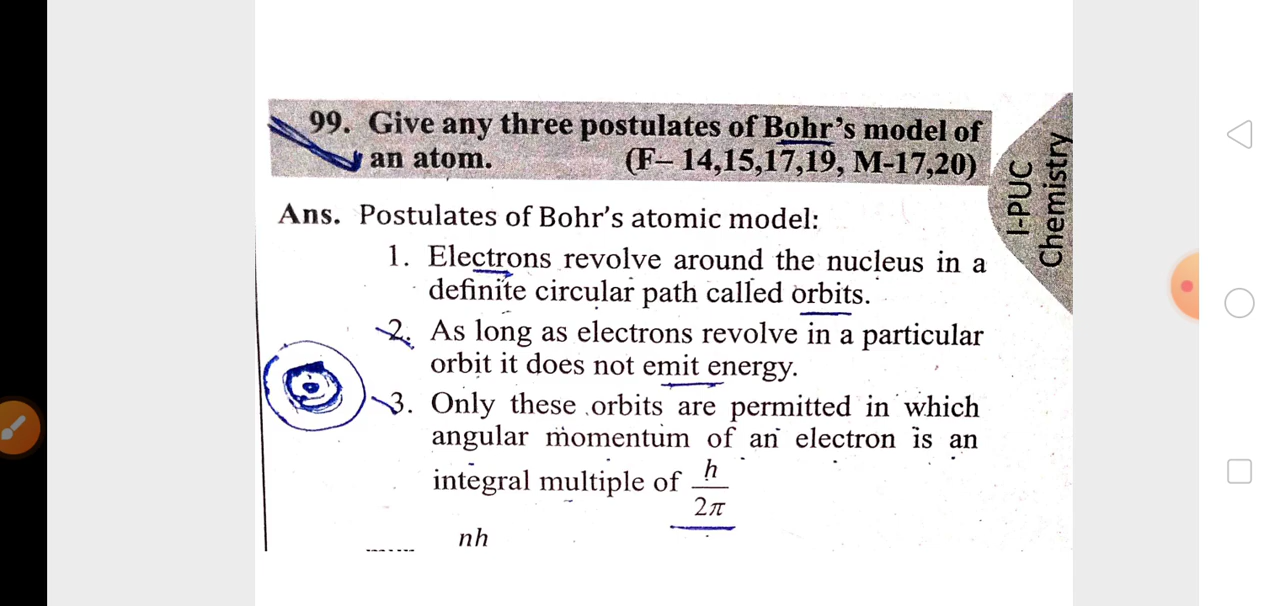 99. Give any three postulates of Bohr's model of
an atom. (F– 14,15,17,19, M-17,20)
I-PUC
Chemistry
Ans. Postulates of Bohr's atomic model:
1. Electrons revolve around the nucleus in a
definite circular path called orbits.
2. As long as electrons revolve in a particular
orbit it does not emit energy.
3. Only these orbits are permitted in which
angular momentum of an electron is an
integral multiple of h/2π
nh